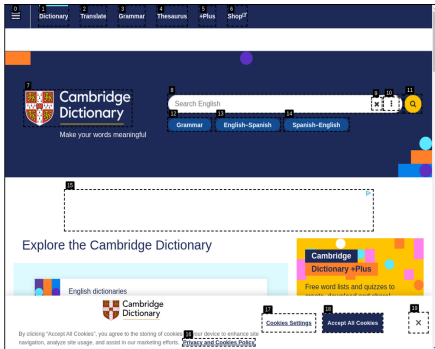 0 1 2 3 4 5 6
Dictionary Translate Grammar Thesaurus +Plus Shop
7 8 9 10 11
Cambridge
Dictionary
Make your words meaningful
Search English
12 13 14
Grammar English–Spanish Spanish–English
15
Explore the Cambridge Dictionary
English dictionaries
Cambridge
Dictionary +Plus
Free word lists and quizzes to
Cambridge
Dictionary
17 18 19
Cookies Settings Accept All Cookies
16
By clicking "Accept All Cookies", you agree to the storing of cookies your device to enhance site
navigation, analyze site usage, and assist in our marketing efforts. Privacy and Cookies Policy